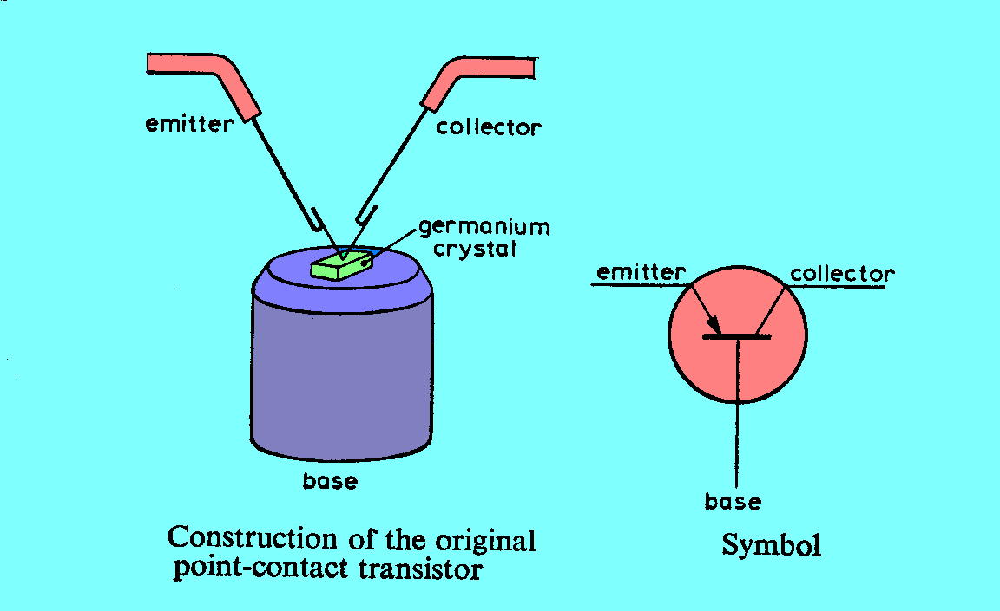 emitter
collector
germanium
crystal
base
Construction of the original
point-contact transistor
emitter
collector
base
Symbol